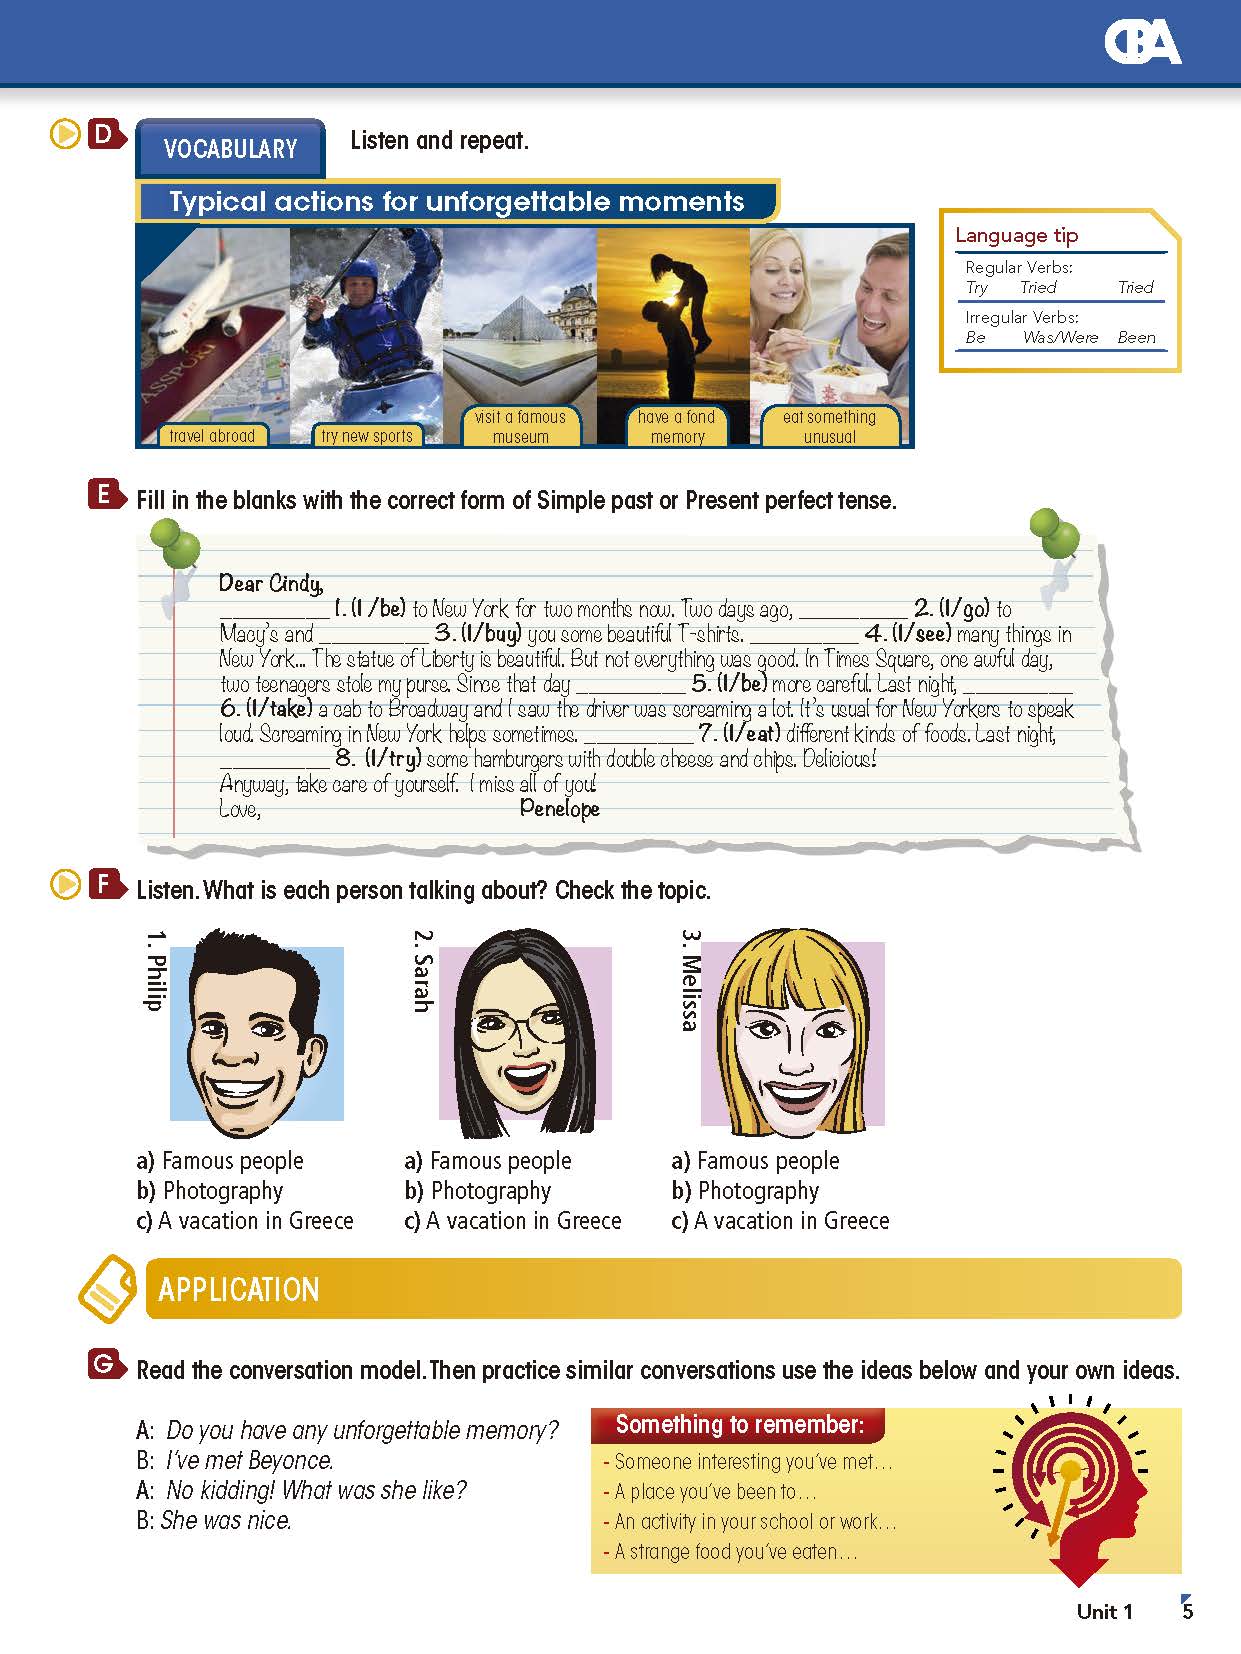 CBA
D
VOCABULARY
Listen and repeat.
Typical actions for unforgettable moments
PASSPORT
travel abroad
try new sports
visit a famous
museum
have a fond
memory
eat something
unusual
Language tip
Regular Verbs:
Try Tried Tried
Irregular Verbs:
Be Was/Were Been
E
Fill in the blanks with the correct form of Simple past or Present perfect tense.
Dear Cindy,
___________ 1. (I /be) to New York for two months now. Two days ago, ___________ 2. (I/go) to
Macy's and ___________ 3. (I/buy) you some beautiful T-shirts. ___________ 4. (I/see) many things in
New York... The statue of Liberty is beautiful. But not everything was good. In Times Square, one awful day,
two teenagers stole my purse. Since that day ___________ 5. (I/be) more careful. Last night, ___________
6. (I/take) a cab to Broadway and I saw the driver was screaming a lot. It's usual for New Yorkers to speak
loud. Screaming in New York helps sometimes. ___________ 7. (I/eat) different kinds of foods. Last night,
___________ 8. (I/try) some hamburgers with double cheese and chips. Delicious!
Anyway, take care of yourself. I miss all of you!
Love, Penelope
F
Listen. What is each person talking about? Check the topic.
1. Philip
2. Sarah
3. Melissa
a) Famous people
b) Photography
c) A vacation in Greece
a) Famous people
b) Photography
c) A vacation in Greece
a) Famous people
b) Photography
c) A vacation in Greece
APPLICATION
G
Read the conversation model. Then practice similar conversations use the ideas below and your own ideas.
A: Do you have any unforgettable memory?
B: I've met Beyonce.
A: No kidding! What was she like?
B: She was nice.
Something to remember:
- Someone interesting you've met...
- A place you've been to...
- An activity in your school or work...
- A strange food you've eaten...
Unit 1 5